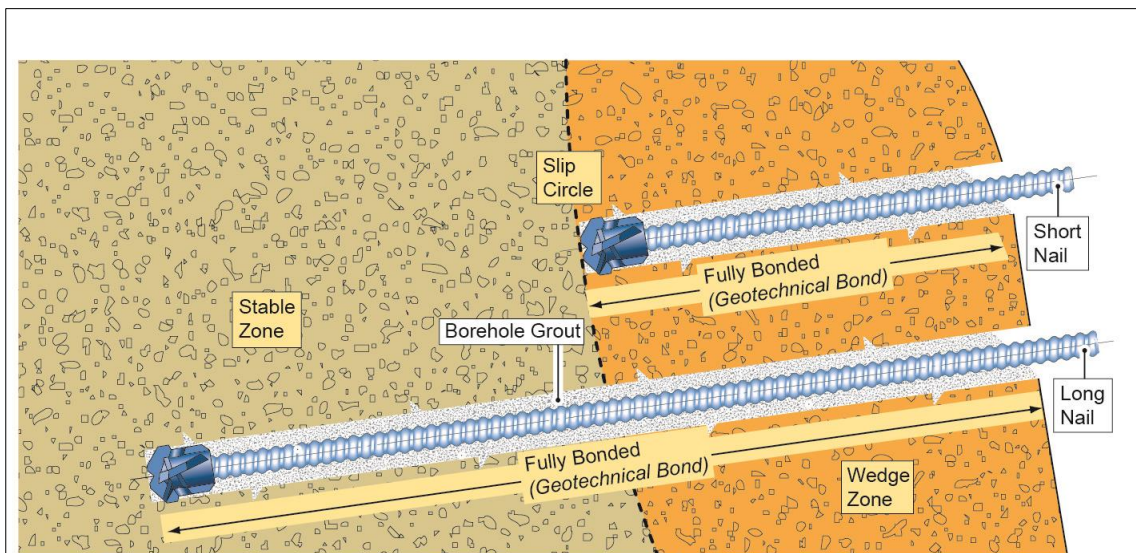 Slip
Circle
Short
Nail
Fully Bonded
(Geotechnical Bond)
Stable
Zone
Borehole Grout
Long
Nail
Fully Bonded
(Geotechnical Bond)
Wedge
Zone